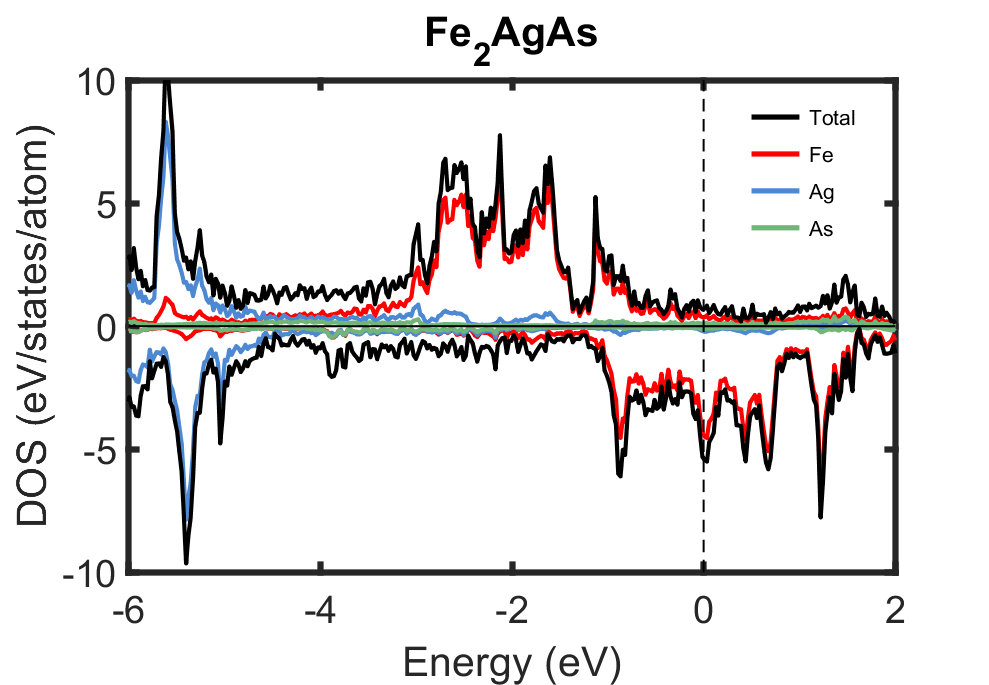 Fe₂AgAs
10
5
0
-5
-10
DOS (eV/states/atom)
Total
Fe
Ag
As
-6 -4 -2 0 2
Energy (eV)